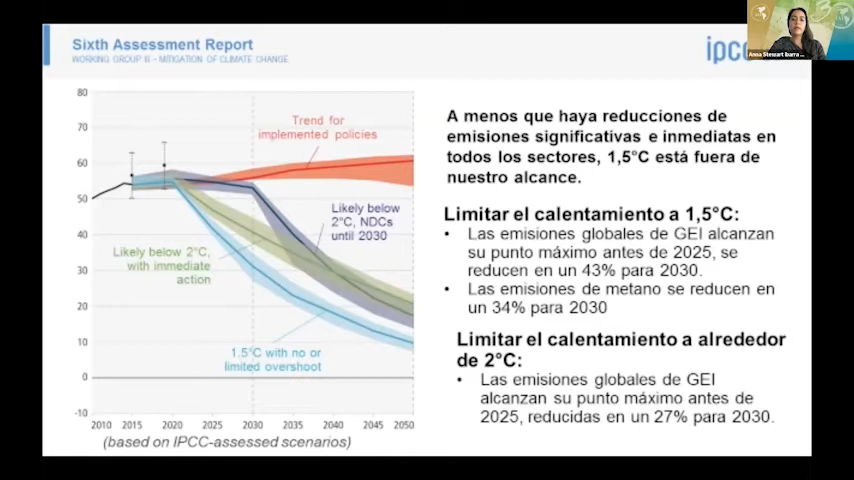 Sixth Assessment Report
WORKING GROUP III – MITIGATION OF CLIMATE CHANGE
ipcc
Anna Stewart Ibarra ...
80
70
60
50
40
30
20
10
0
-10
2010 2015 2020 2025 2030 2035 2040 2045 2050
Trend for
implemented policies
Likely below
2°C, NDCs
until 2030
Likely below 2°C,
with immediate
action
1.5°C with no or
limited overshoot
(based on IPCC-assessed scenarios)
A menos que haya reducciones de
emisiones significativas e inmediatas en
todos los sectores, 1,5°C está fuera de
nuestro alcance.
Limitar el calentamiento a 1,5°C:
• Las emisiones globales de GEI alcanzan
su punto máximo antes de 2025, se
reducen en un 43% para 2030.
• Las emisiones de metano se reducen en
un 34% para 2030
Limitar el calentamiento a alrededor
de 2°C:
• Las emisiones globales de GEI
alcanzan su punto máximo antes de
2025, reducidas en un 27% para 2030.